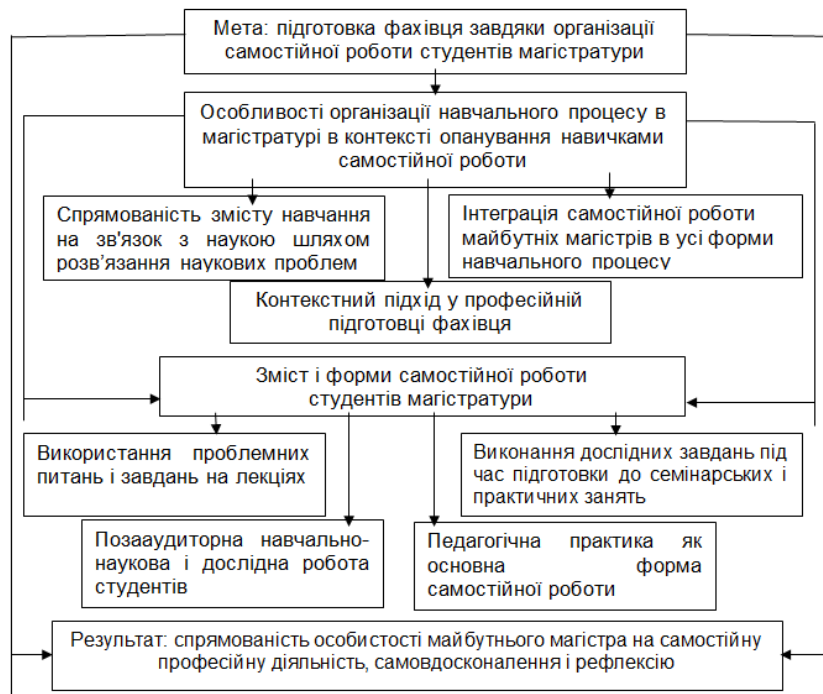 Мета: підготовка фахівця завдяки організації
самостійної роботи студентів магістратури
Особливості організації навчального процесу в
магістратурі в контексті опанування навичками
самостійної роботи
Спрямованість змісту навчання
на зв'язок з наукою шляхом
розв’язання наукових проблем
Інтеграція самостійної роботи
майбутніх магістрів в усі форми
навчального процесу
Контекстний підхід у професійній
підготовці фахівця
Зміст і форми самостійної роботи
студентів магістратури
Використання проблемних
питань і завдань на лекціях
Виконання дослідних завдань під
час підготовки до семінарських і
практичних занять
Позааудиторна навчально-
наукова і дослідна робота
студентів
Педагогічна практика як
основна форма
самостійної роботи
Результат: спрямованість особистості майбутнього магістра на самостійну
професійну діяльність, самовдосконалення і рефлексію